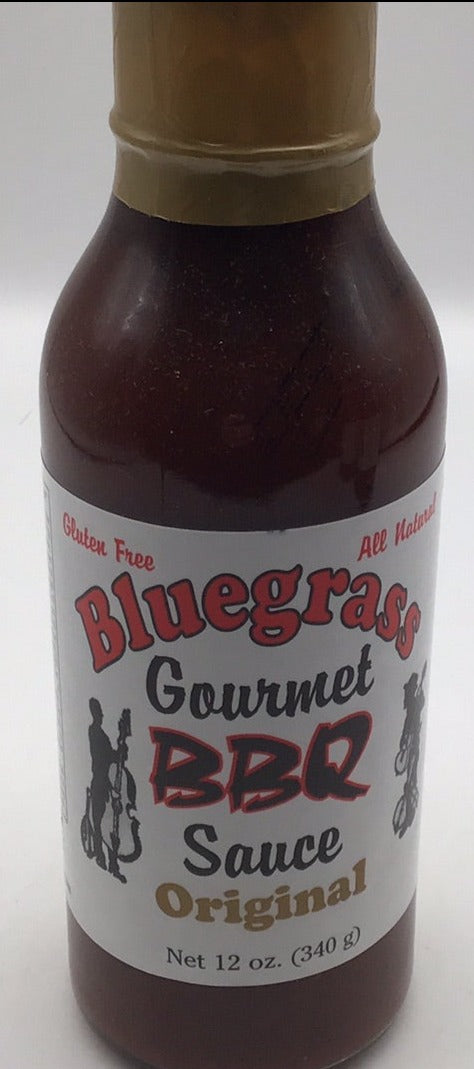 Gluten Free
All Natural
Bluegrass
Gourmet
BBQ
Sauce
Original
Net 12 oz. (340 g)